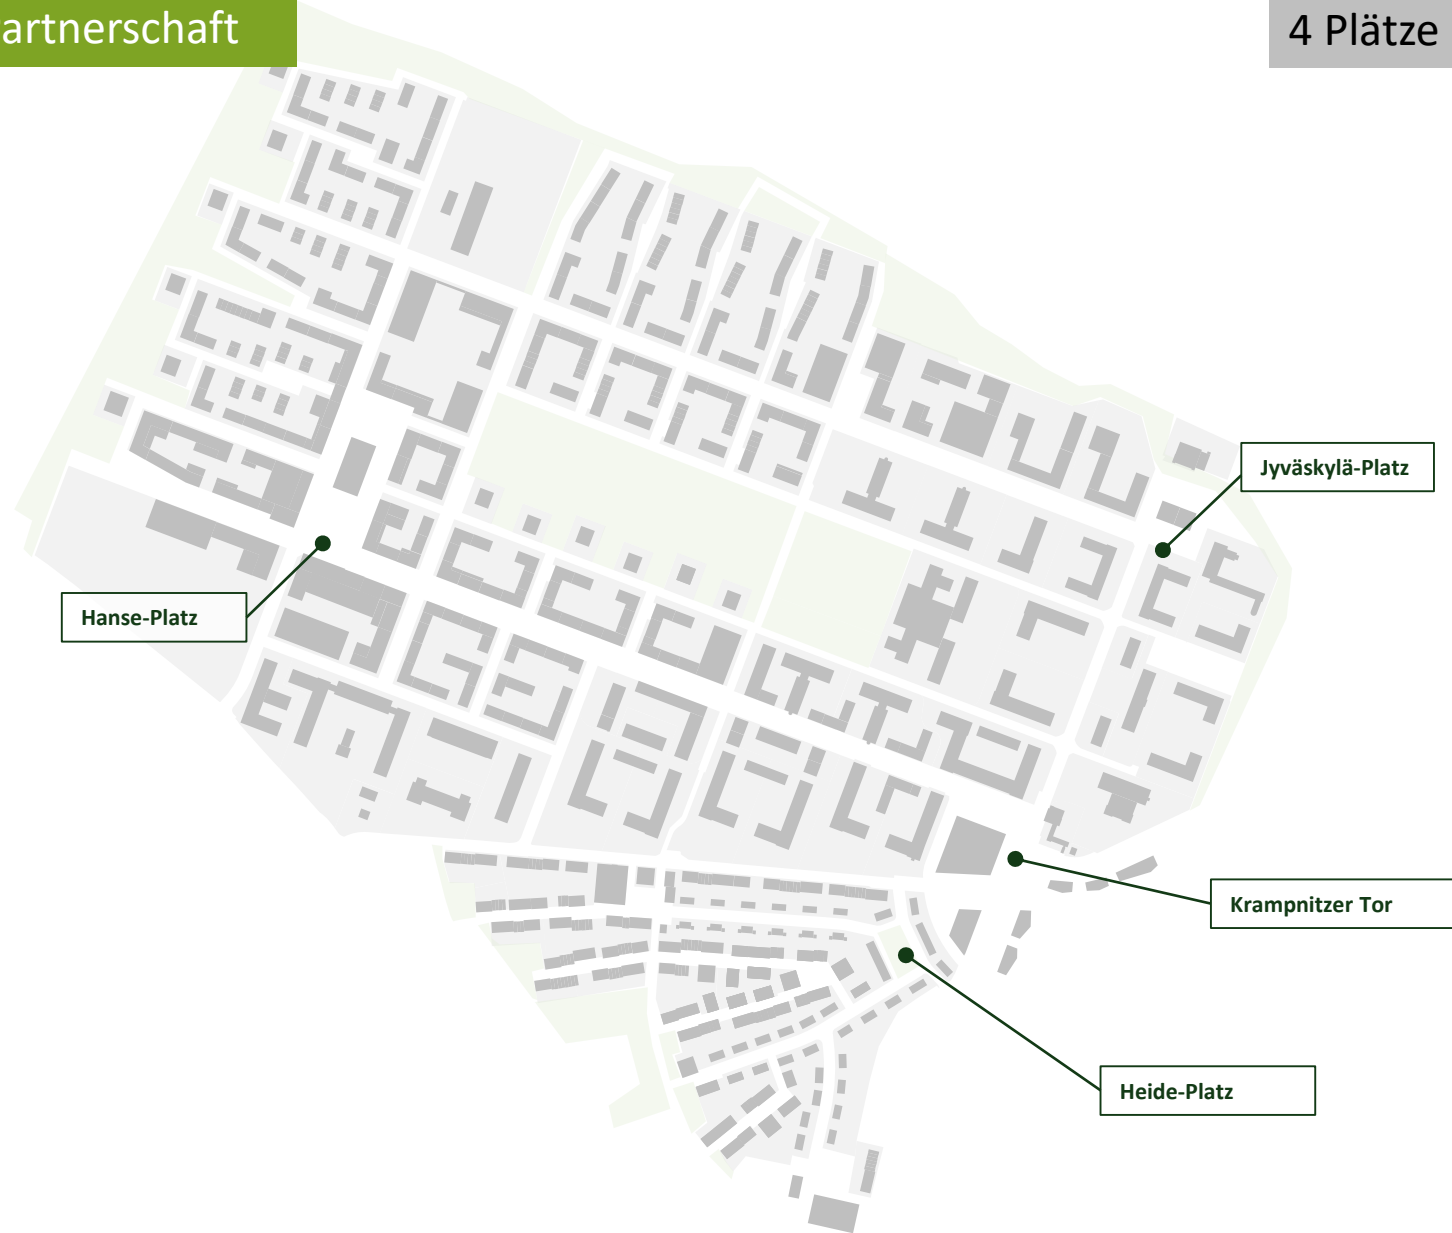 artnerschaft
4 Plätze
Jyväskylä-Platz
Hanse-Platz
Krampnitzer Tor
Heide-Platz